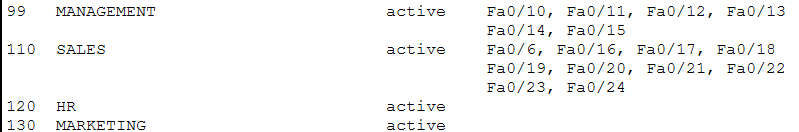 99 MANAGEMENT active Fa0/10, Fa0/11, Fa0/12, Fa0/13
Fa0/14, Fa0/15
110 SALES active Fa0/6, Fa0/16, Fa0/17, Fa0/18
Fa0/19, Fa0/20, Fa0/21, Fa0/22
Fa0/23, Fa0/24
120 HR active
130 MARKETING active